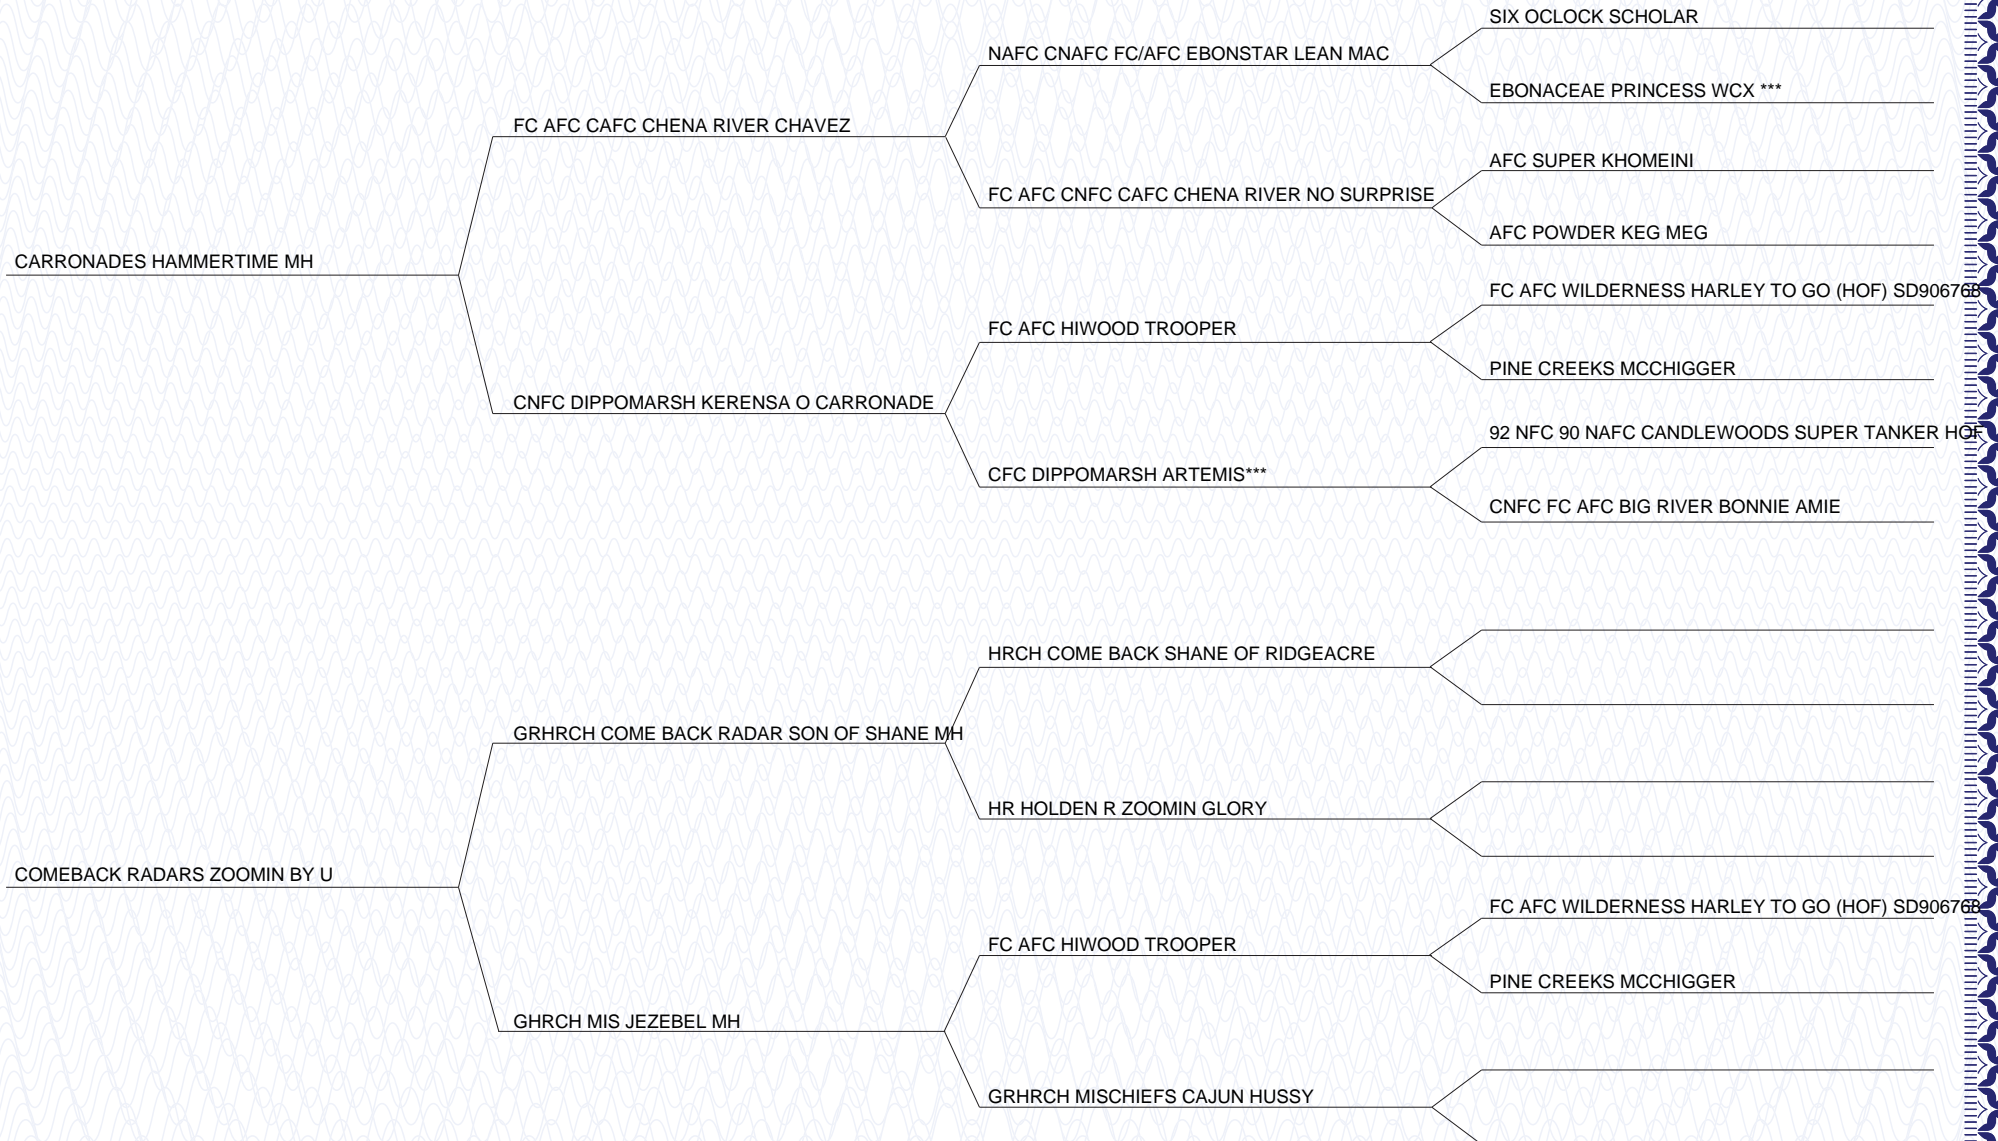 SIX OCLOCK SCHOLAR
NAFC CNAFC FC/AFC EBONSTAR LEAN MAC
EBONACEAE PRINCESS WCX ***
FC AFC CAFC CHENA RIVER CHAVEZ
AFC SUPER KHOMEINI
FC AFC CNFC CAFC CHENA RIVER NO SURPRISE
AFC POWDER KEG MEG
CARRONADES HAMMERTIME MH
FC AFC WILDERNESS HARLEY TO GO (HOF) SD906768
FC AFC HIWOOD TROOPER
PINE CREEKS MCCHIGGER
CNFC DIPPOMARSH KERENSA O CARRONADE
92 NFC 90 NAFC CANDLEWOODS SUPER TANKER HOF
CFC DIPPOMARSH ARTEMIS***
CNFC FC AFC BIG RIVER BONNIE AMIE
HRCH COME BACK SHANE OF RIDGEACRE
GRHRCH COME BACK RADAR SON OF SHANE MH
HR HOLDEN R ZOOMIN GLORY
COMEBACK RADARS ZOOMIN BY U
FC AFC WILDERNESS HARLEY TO GO (HOF) SD906768
FC AFC HIWOOD TROOPER
PINE CREEKS MCCHIGGER
GHRCH MIS JEZEBEL MH
GRHRCH MISCHIEFS CAJUN HUSSY